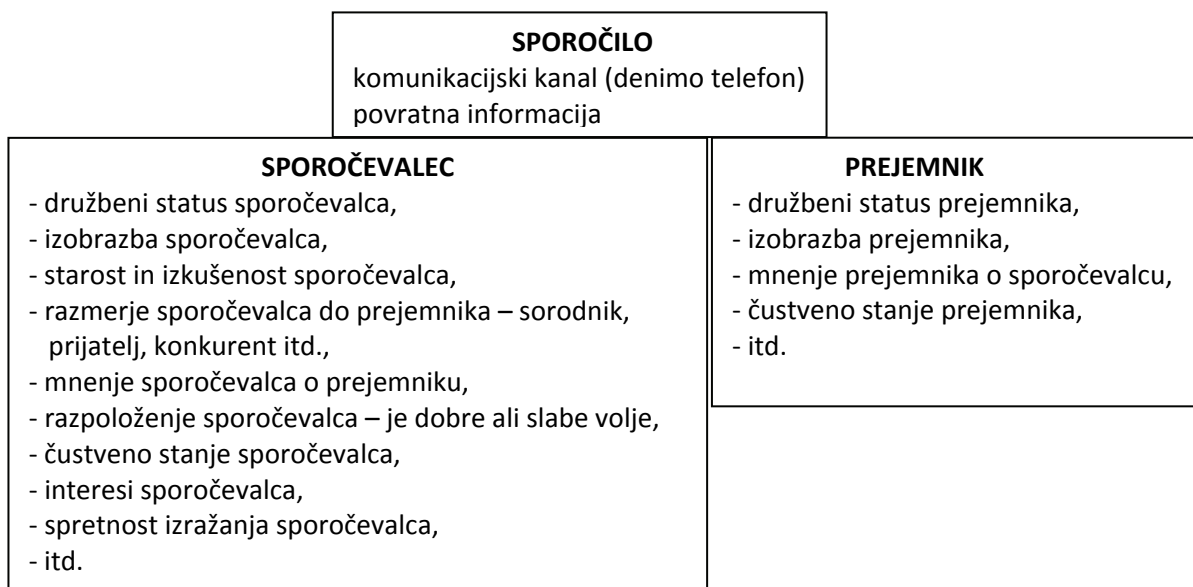 SPOROČILO
komunikacijski kanal (denimo telefon)
povratna informacija
SPOROČEVALEC
- družbeni status sporočevalca,
- izobrazba sporočevalca,
- starost in izkušenost sporočevalca,
- razmerje sporočevalca do prejemnika – sorodnik,
prijatelj, konkurent itd.,
- mnenje sporočevalca o prejemniku,
- razpoloženje sporočevalca – je dobre ali slabe volje,
- čustveno stanje sporočevalca,
- interesi sporočevalca,
- spretnost izražanja sporočevalca,
- itd.
PREJEMNIK
- družbeni status prejemnika,
- izobrazba prejemnika,
- mnenje prejemnika o sporočevalcu,
- čustveno stanje prejemnika,
- itd.